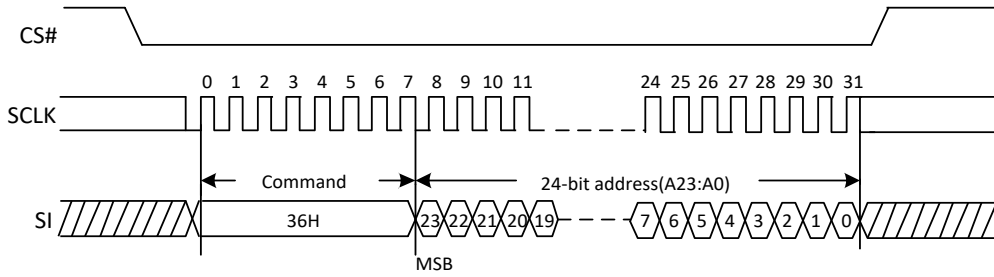 CS#
0 1 2 3 4 5 6 7 8 9 10 11 24 25 26 27 28 29 30 31
SCLK
Command 24-bit address(A23:A0)
SI 36H 23 22 21 20 19 7 6 5 4 3 2 1 0
MSB